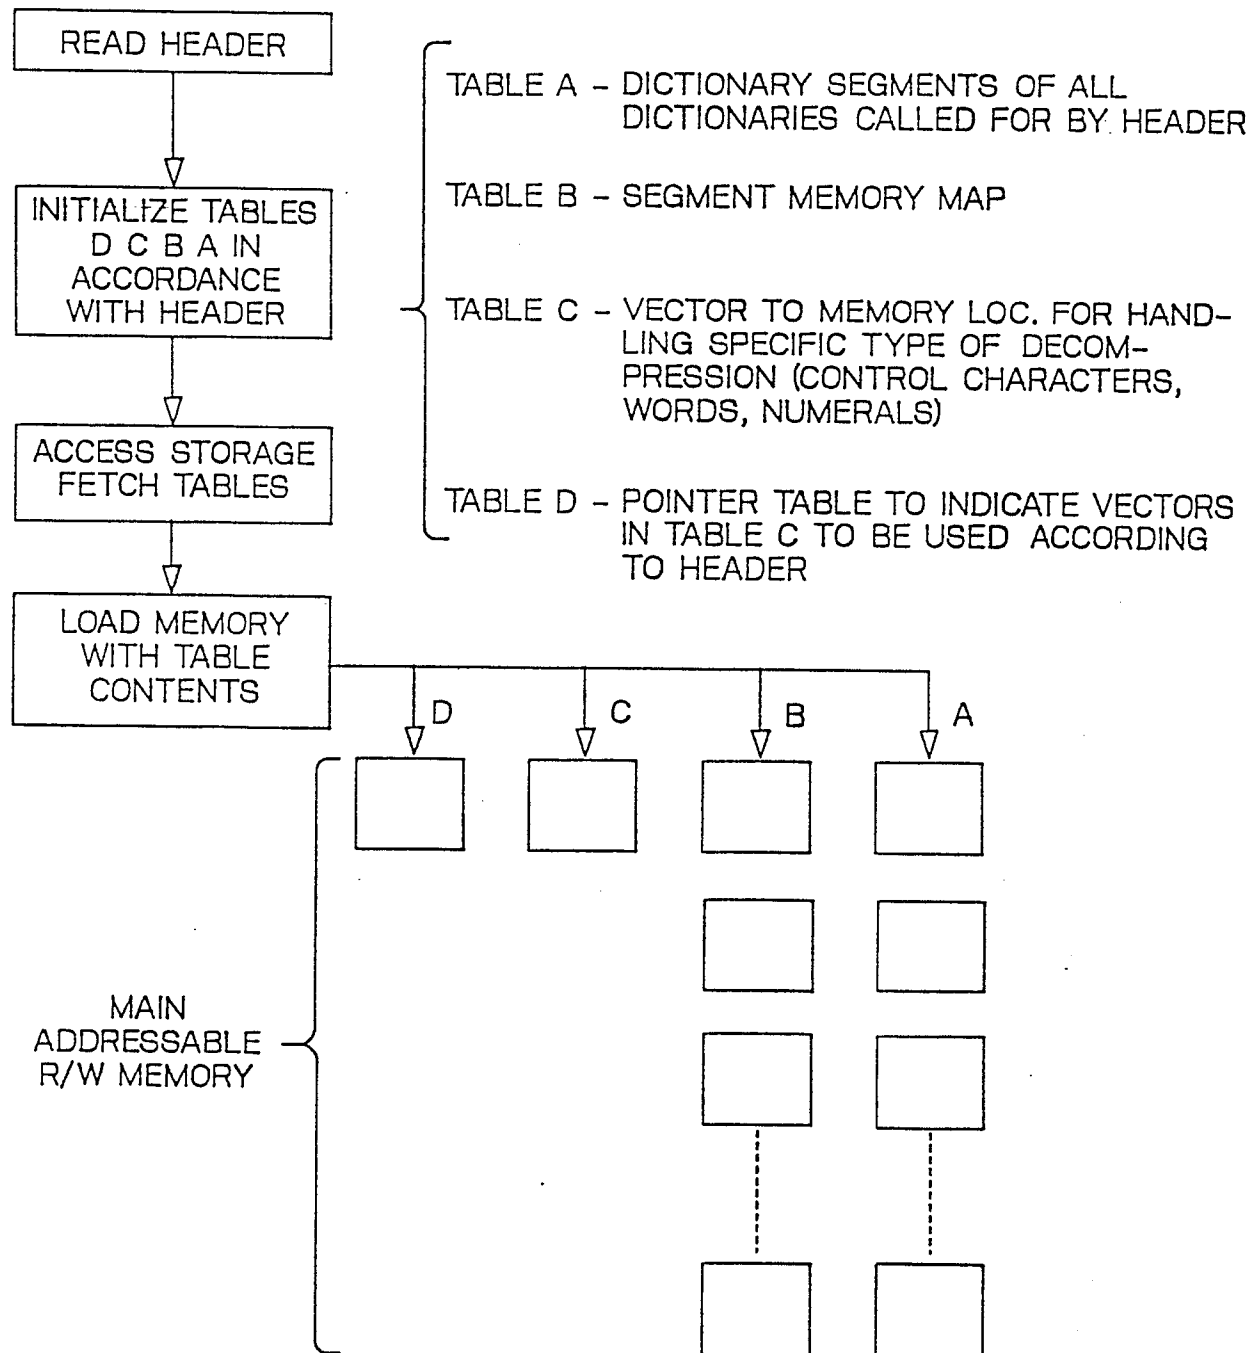 READ HEADER
INITIALIZE TABLES
D C B A IN
ACCORDANCE
WITH HEADER
ACCESS STORAGE
FETCH TABLES
LOAD MEMORY
WITH TABLE
CONTENTS
TABLE A - DICTIONARY SEGMENTS OF ALL
DICTIONARIES CALLED FOR BY HEADER
TABLE B - SEGMENT MEMORY MAP
TABLE C - VECTOR TO MEMORY LOC. FOR HAND-
LING SPECIFIC TYPE OF DECOM-
PRESSION (CONTROL CHARACTERS,
WORDS, NUMERALS)
TABLE D - POINTER TABLE TO INDICATE VECTORS
IN TABLE C TO BE USED ACCORDING
TO HEADER
D C B A
MAIN
ADDRESSABLE
R/W MEMORY